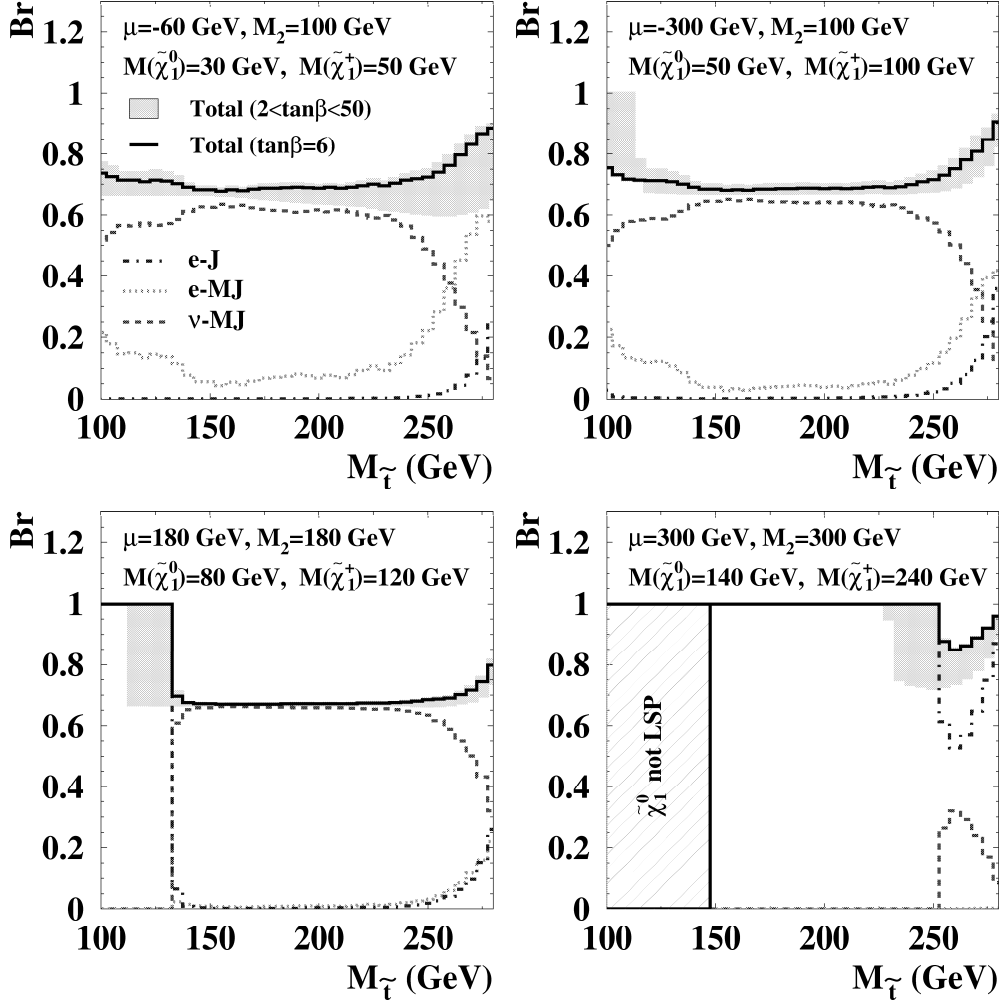 Br
1.2
1
0.8
0.6
0.4
0.2
0
μ=-60 GeV, M₂=100 GeV
M(χ̃₁⁰)=30 GeV, M(χ̃₁⁺)=50 GeV
Total (2<tanβ<50)
Total (tanβ=6)
e-J
e-MJ
ν-MJ
100 150 200 250
M_t̃ (GeV)
Br
1.2
1
0.8
0.6
0.4
0.2
0
μ=-300 GeV, M₂=100 GeV
M(χ̃₁⁰)=50 GeV, M(χ̃₁⁺)=100 GeV
100 150 200 250
M_t̃ (GeV)
Br
1.2
1
0.8
0.6
0.4
0.2
0
μ=180 GeV, M₂=180 GeV
M(χ̃₁⁰)=80 GeV, M(χ̃₁⁺)=120 GeV
100 150 200 250
M_t̃ (GeV)
Br
1.2
1
0.8
0.6
0.4
0.2
0
μ=300 GeV, M₂=300 GeV
M(χ̃₁⁰)=140 GeV, M(χ̃₁⁺)=240 GeV
χ̃₁⁰ not LSP
100 150 200 250
M_t̃ (GeV)